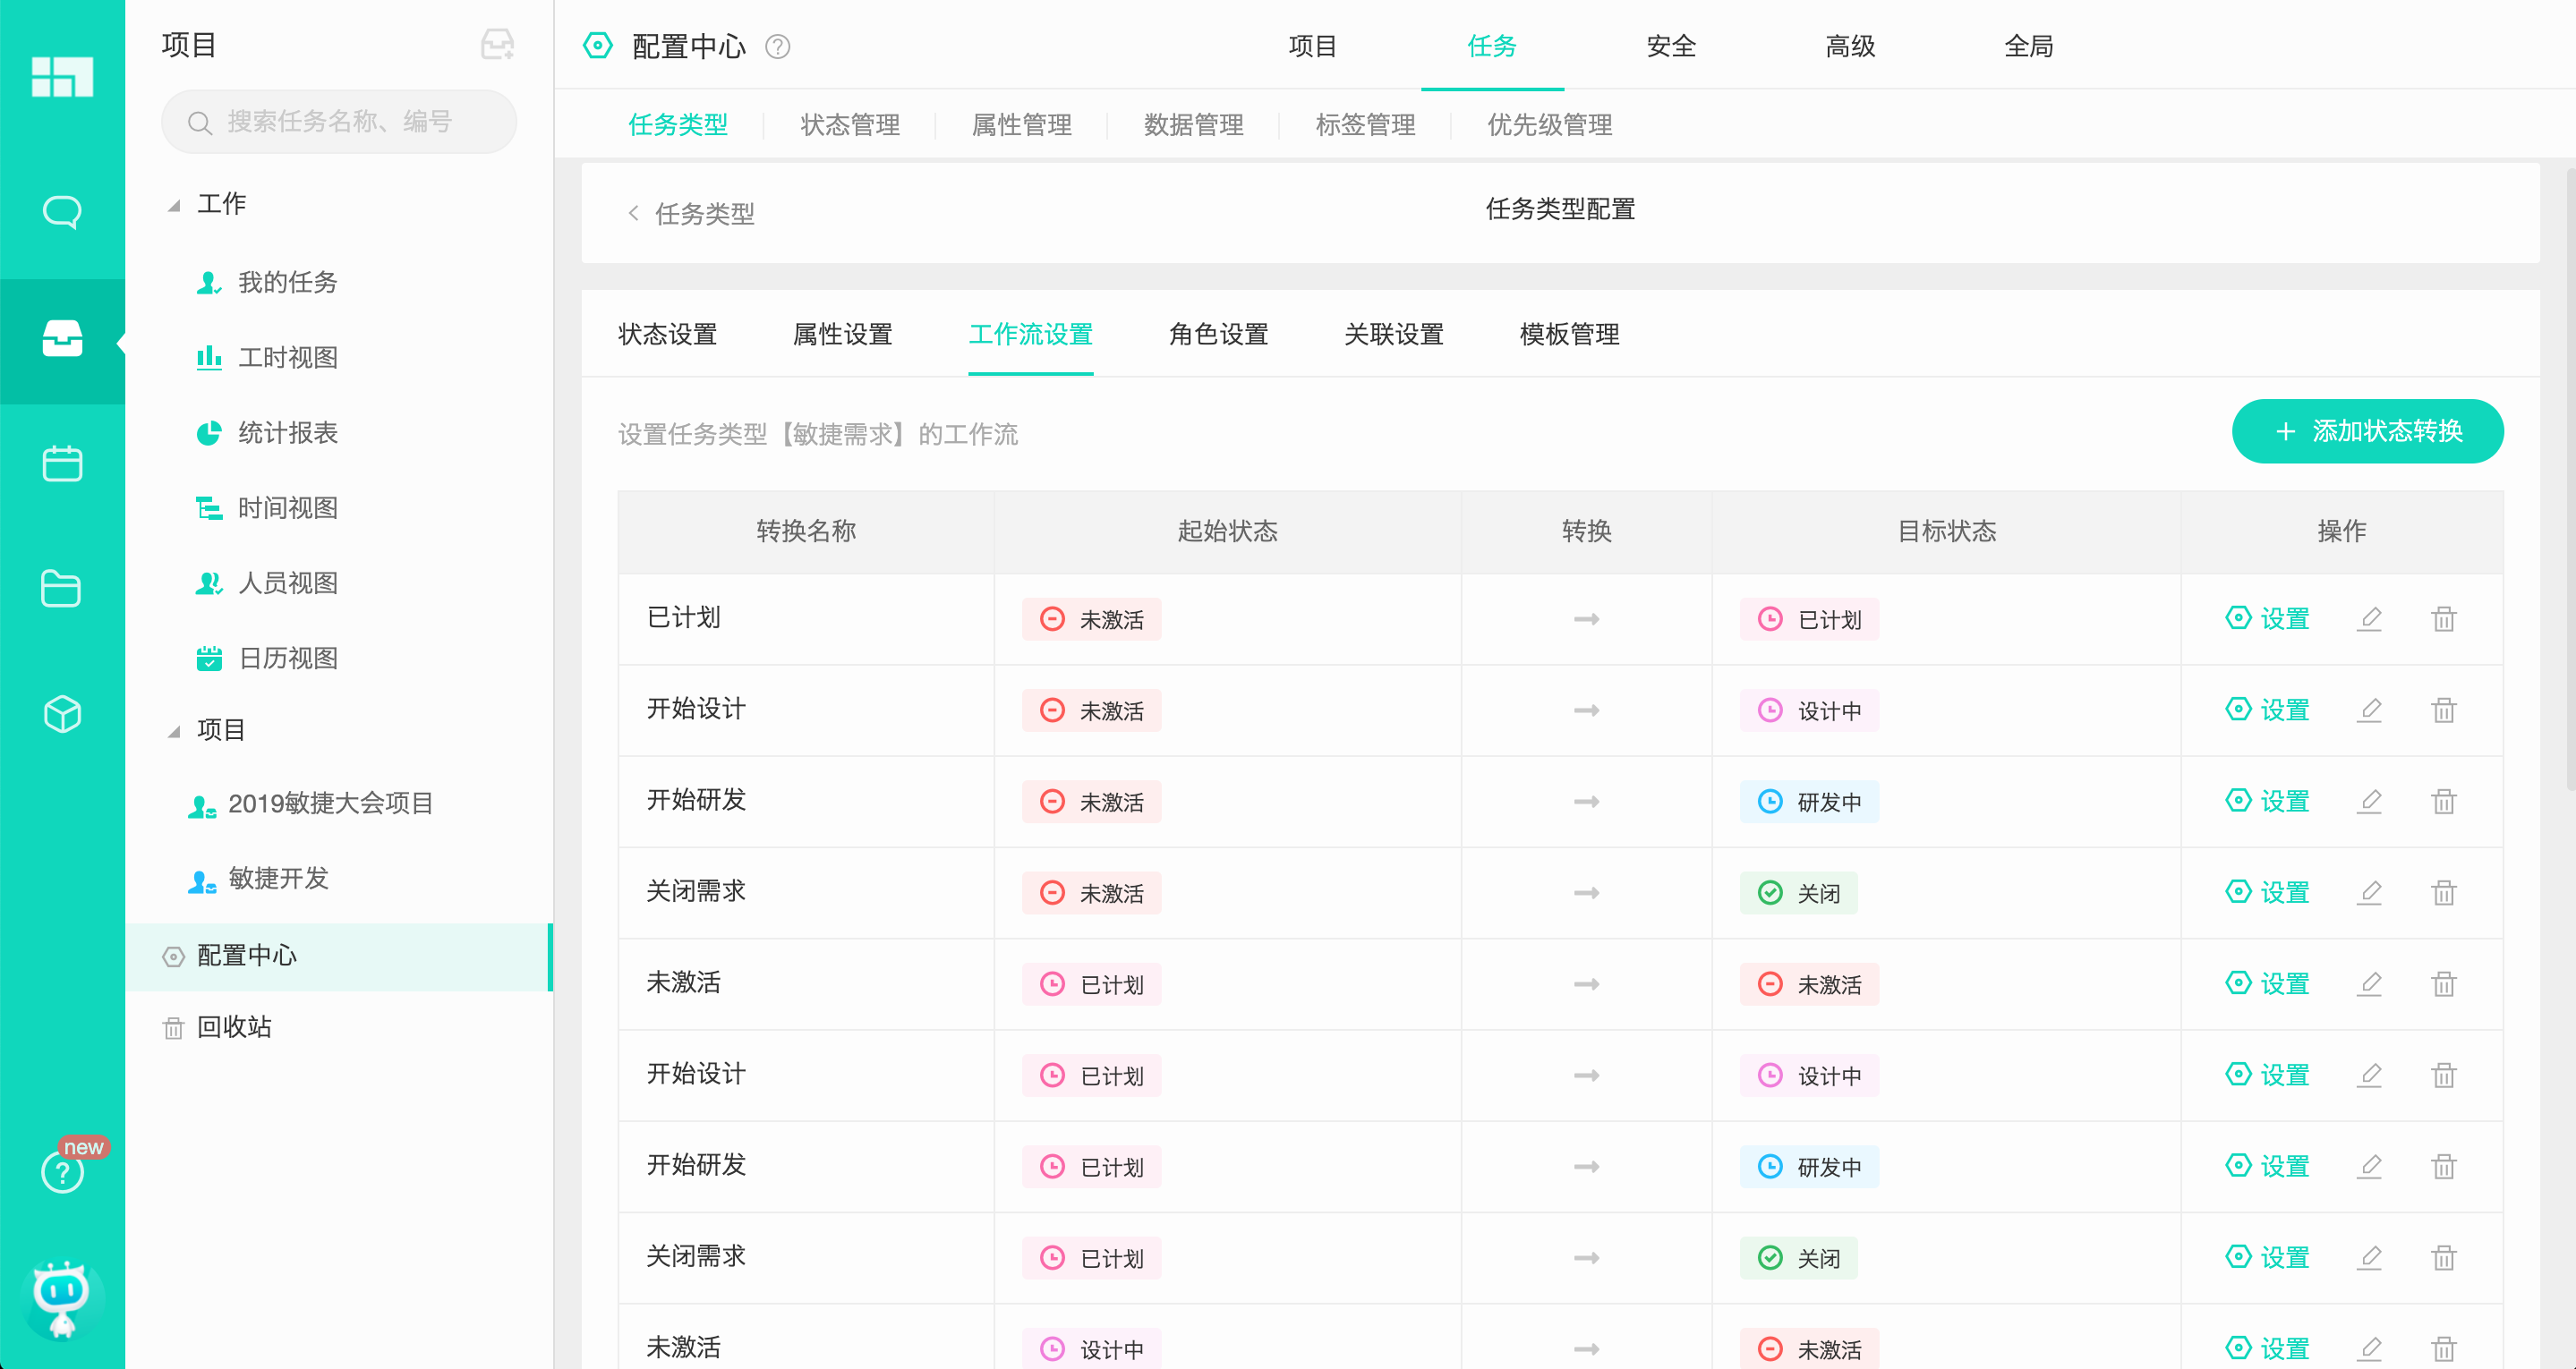 项目
搜索任务名称、编号
工作
我的任务
工时视图
统计报表
时间视图
人员视图
日历视图
项目
2019敏捷大会项目
敏捷开发
配置中心
回收站
new
配置中心
项目 任务 安全 高级 全局
任务类型 状态管理 属性管理 数据管理 标签管理 优先级管理
任务类型 任务类型配置
状态设置 属性设置 工作流设置 角色设置 关联设置 模板管理
设置任务类型【敏捷需求】的工作流 添加状态转换
转换名称 起始状态 转换 目标状态 操作
已计划 未激活 已计划 设置
开始设计 未激活 设计中 设置
开始研发 未激活 研发中 设置
关闭需求 未激活 关闭 设置
未激活 已计划 未激活 设置
开始设计 已计划 设计中 设置
开始研发 已计划 研发中 设置
关闭需求 已计划 关闭 设置
未激活 设计中 未激活 设置